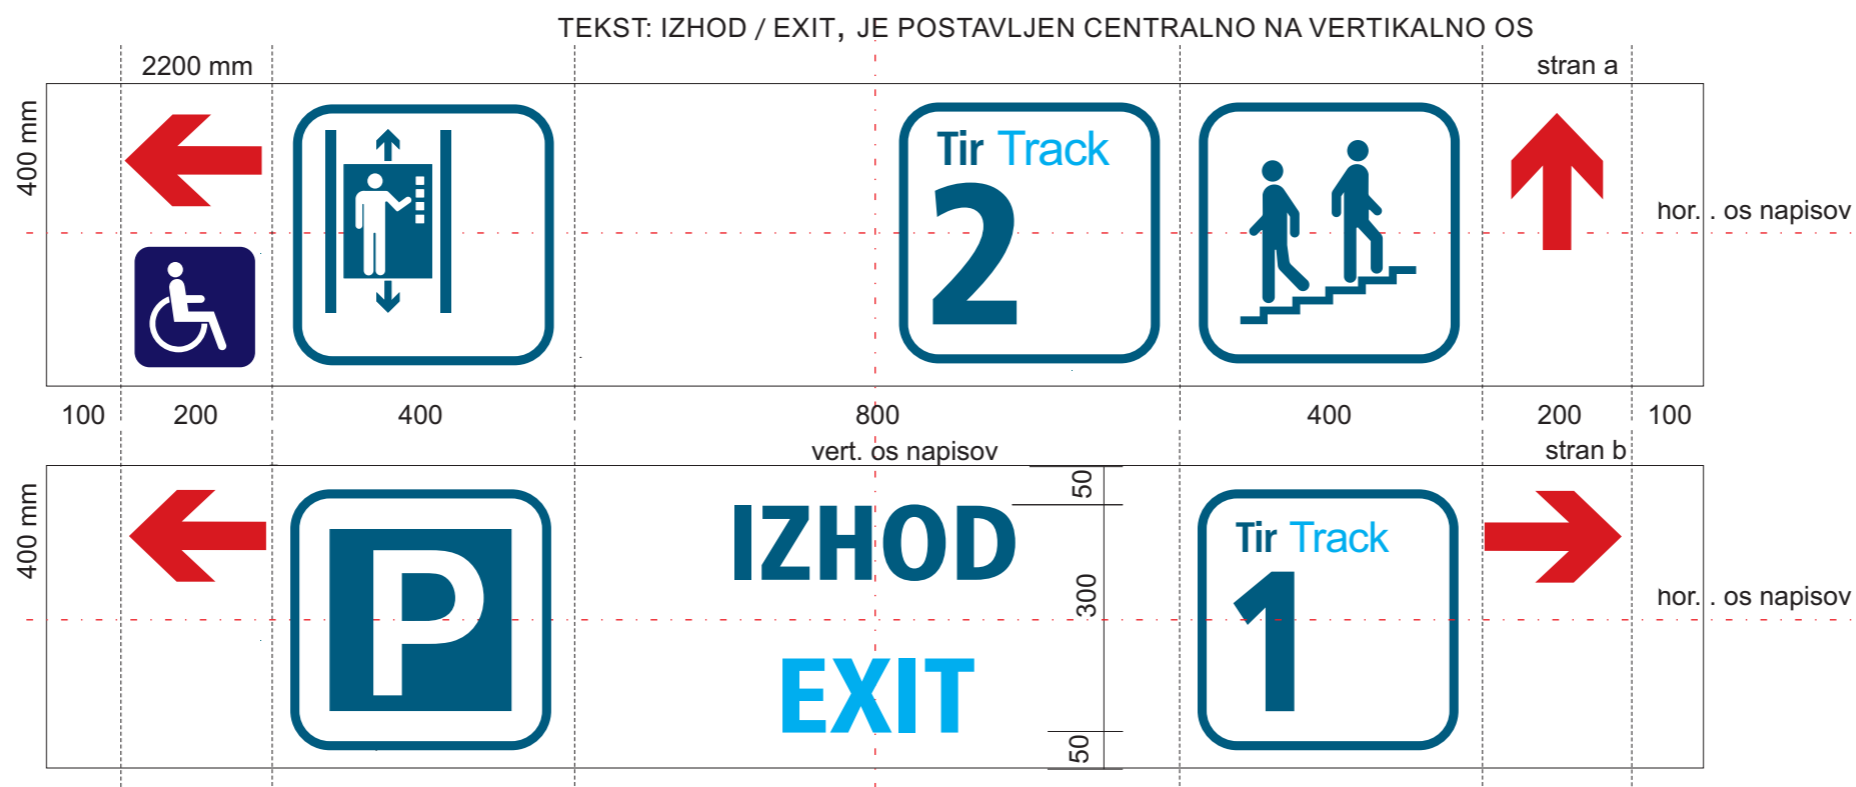 TEKST: IZHOD / EXIT, JE POSTAVLJEN CENTRALNO NA VERTIKALNO OS
2200 mm
stran a
400 mm
Tir Track
2
hor. . os napisov
100 200 400 800 400 200 100
vert. os napisov
stran b
400 mm
50
P
IZHOD
Tir Track
1
300
hor. . os napisov
EXIT
50